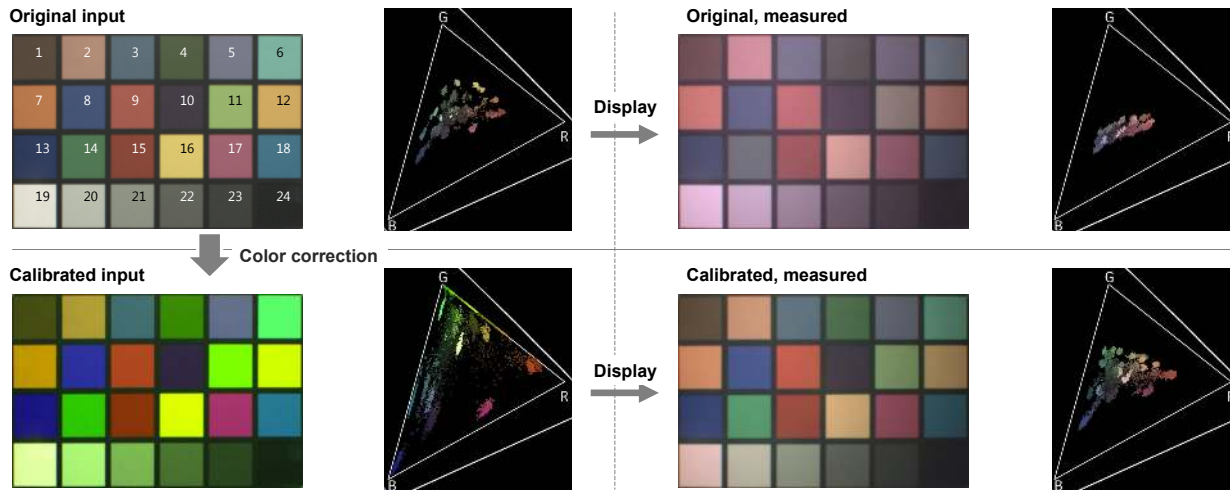 Original input
Original, measured
G
G
1 2 3 4 5 6
7 8 9 10 11 12
Display
R
R
13 14 15 16 17 18
19 20 21 22 23 24
B
B
Color correction
Calibrated input
Calibrated, measured
G
G
Display
R
R
B
B